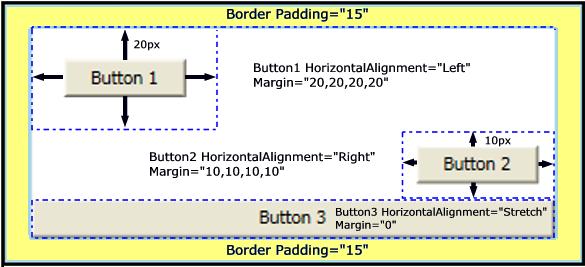 Border Padding="15"
20px
Button 1
Button1 HorizontalAlignment="Left"
Margin="20,20,20,20"
Button2 HorizontalAlignment="Right"
Margin="10,10,10,10"
10px
Button 2
Button 3
Button3 HorizontalAlignment="Stretch"
Margin="0"
Border Padding="15"